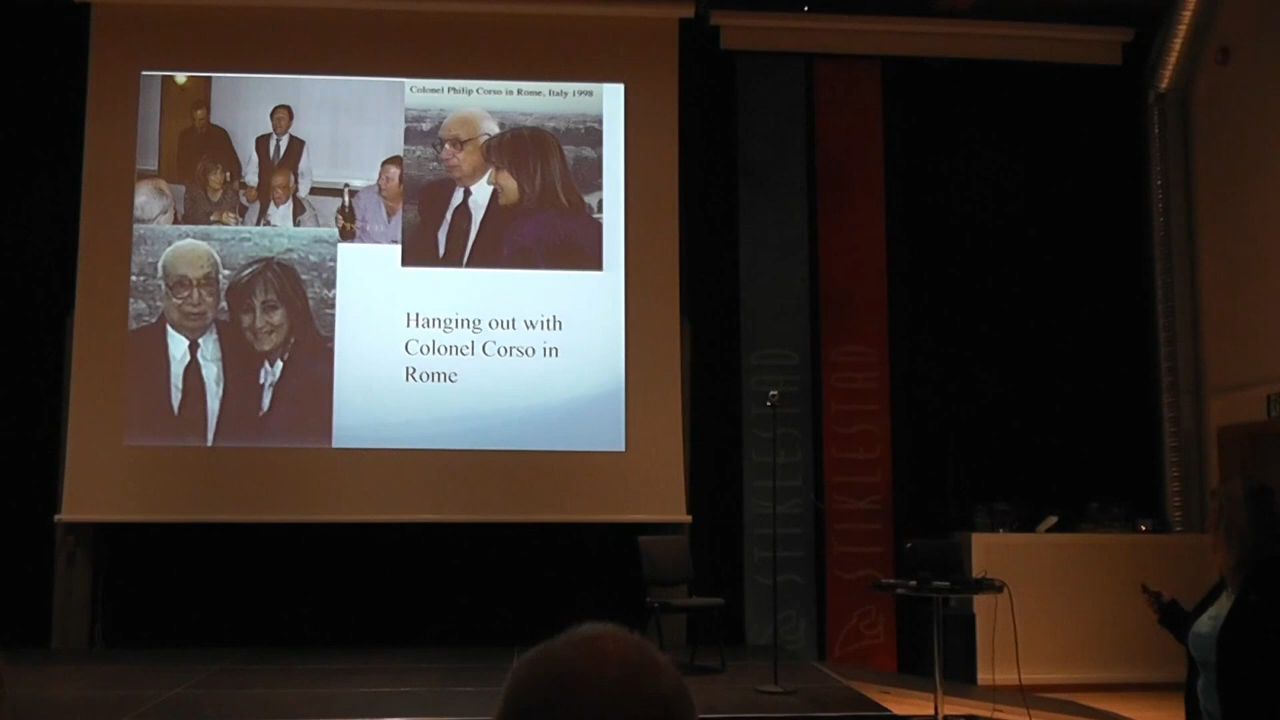 Colonel Philip Corso in Rome, Italy 1998
Hanging out with
Colonel Corso in
Rome
STIKLESTAD
STIKLESTAD